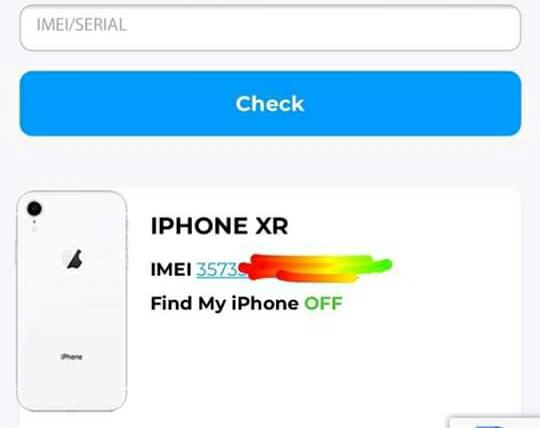 IMEI/SERIAL
Check
IPHONE XR
IMEI 3573
Find My iPhone OFF
iPhone